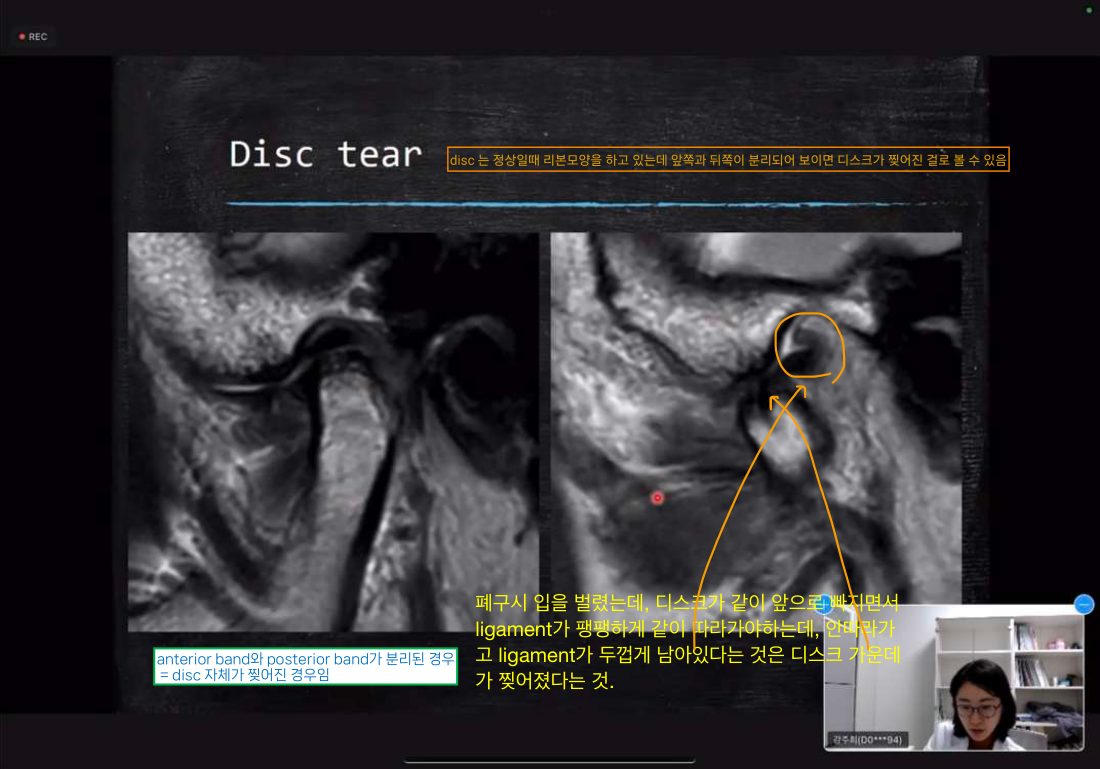 REC
Disc tear
disc 는 정상일때 리본모양을 하고 있는데 앞쪽과 뒤쪽이 분리되어 보이면 디스크가 찢어진 걸로 볼 수 있음
폐구시 입을 벌렸는데, 디스크가 같이 앞으로 빠지면서
ligament가 팽팽하게 같이 따라가야하는데, 안따라가
고 ligament가 두껍게 남아있다는 것은 디스크 가운데
가 찢어졌다는 것.
anterior band와 posterior band가 분리된 경우
= disc 자체가 찢어진 경우임
강주희(D0***94)